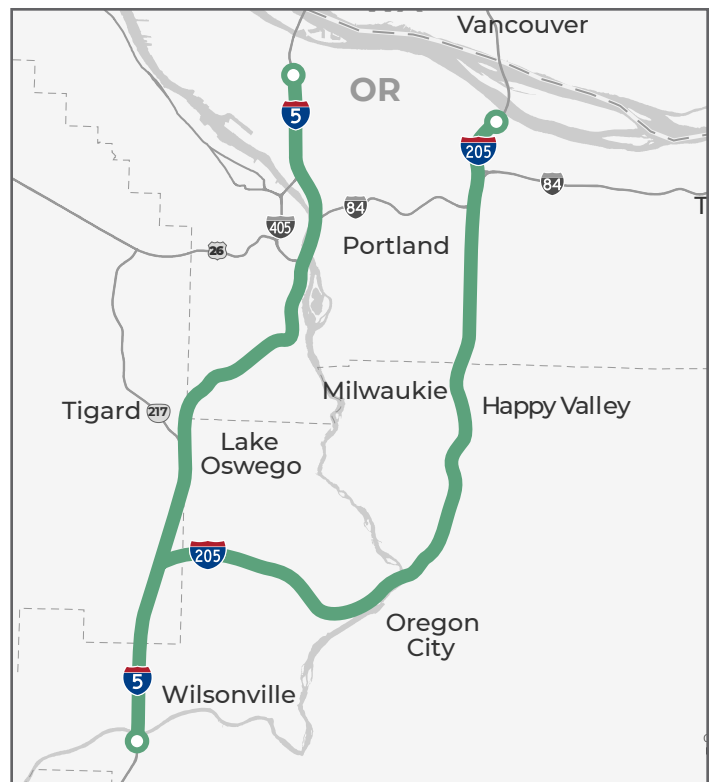 Vancouver
OR
5
205
84
84
405
Portland
26
T
Milwaukie
Happy Valley
Tigard
217
Lake
Oswego
205
Oregon
City
5
Wilsonville